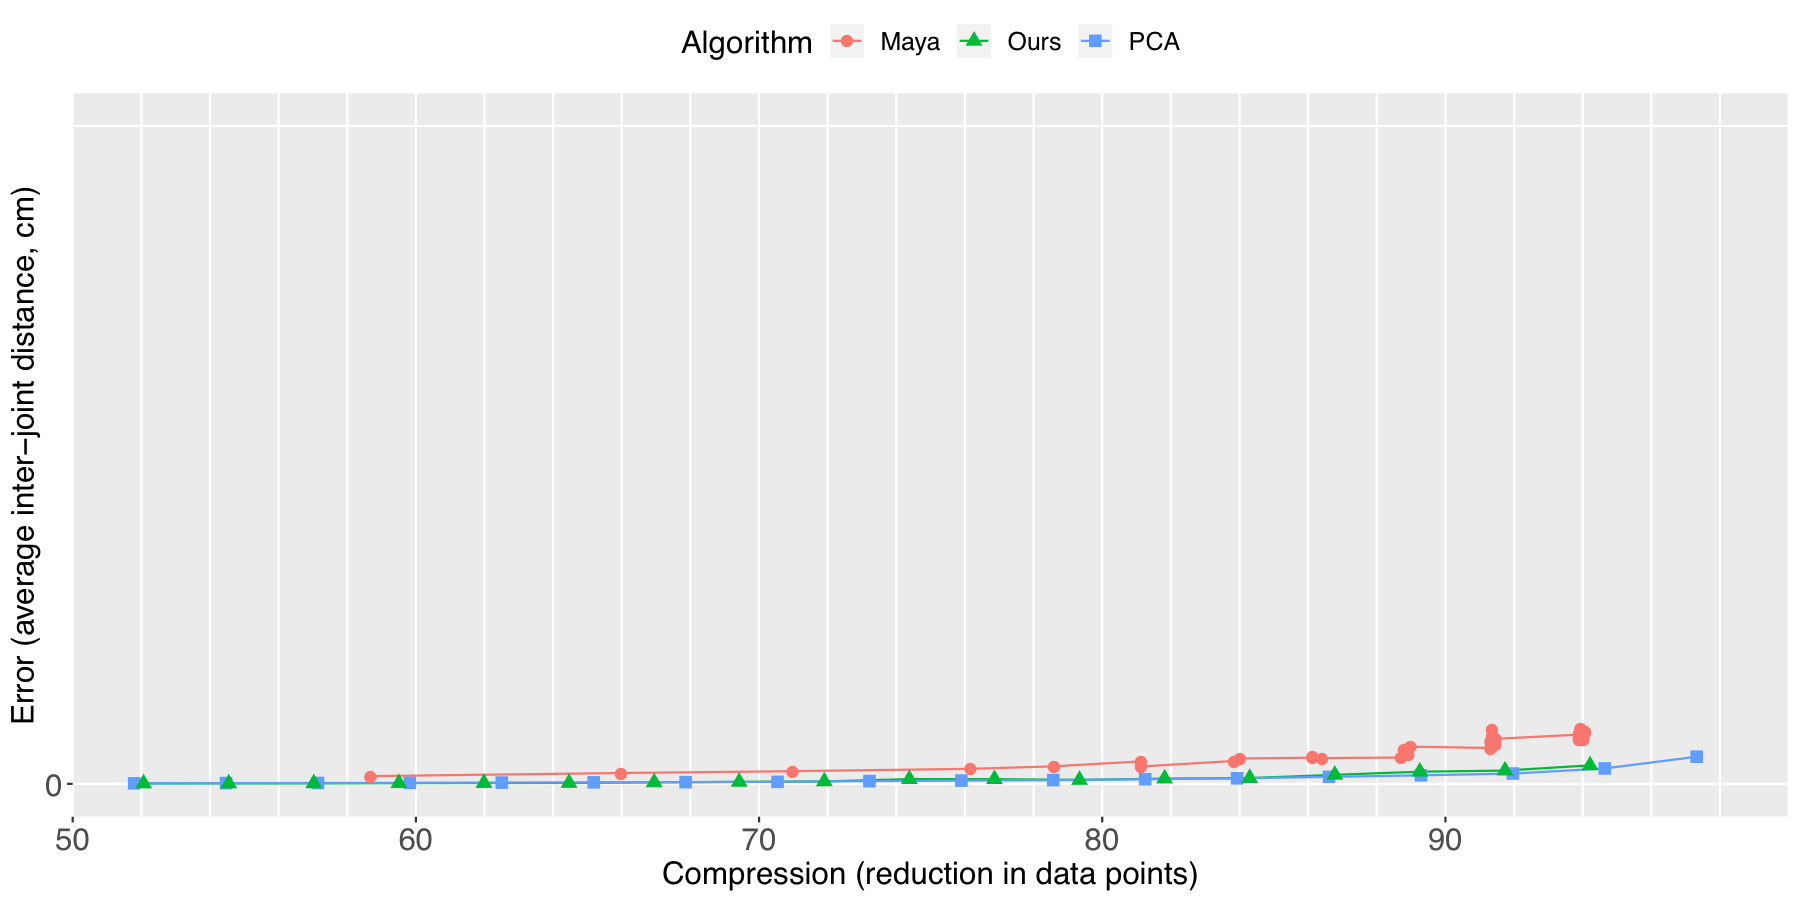 Algorithm Maya Ours PCA
Error (average inter−joint distance, cm)
0
50 60 70 80 90
Compression (reduction in data points)